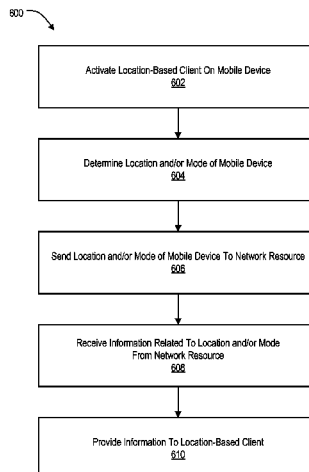 600
Activate Location-Based Client On Mobile Device
602
Determine Location and/or Mode of Mobile Device
604
Send Location and/or Mode of Mobile Device To Network Resource
606
Receive Information Related To Location and/or Mode
From Network Resource
608
Provide Information To Location-Based Client
610